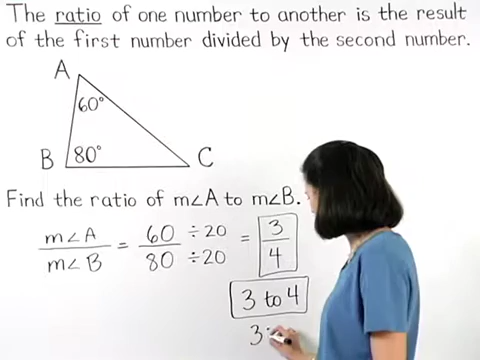 The ratio of one number to another is the result
of the first number divided by the second number.
A
60°
B 80° C
Find the ratio of m∠A to m∠B.
m∠A / m∠B = 60 ÷ 20 / 80 ÷ 20 = 3 / 4
3 to 4
3: